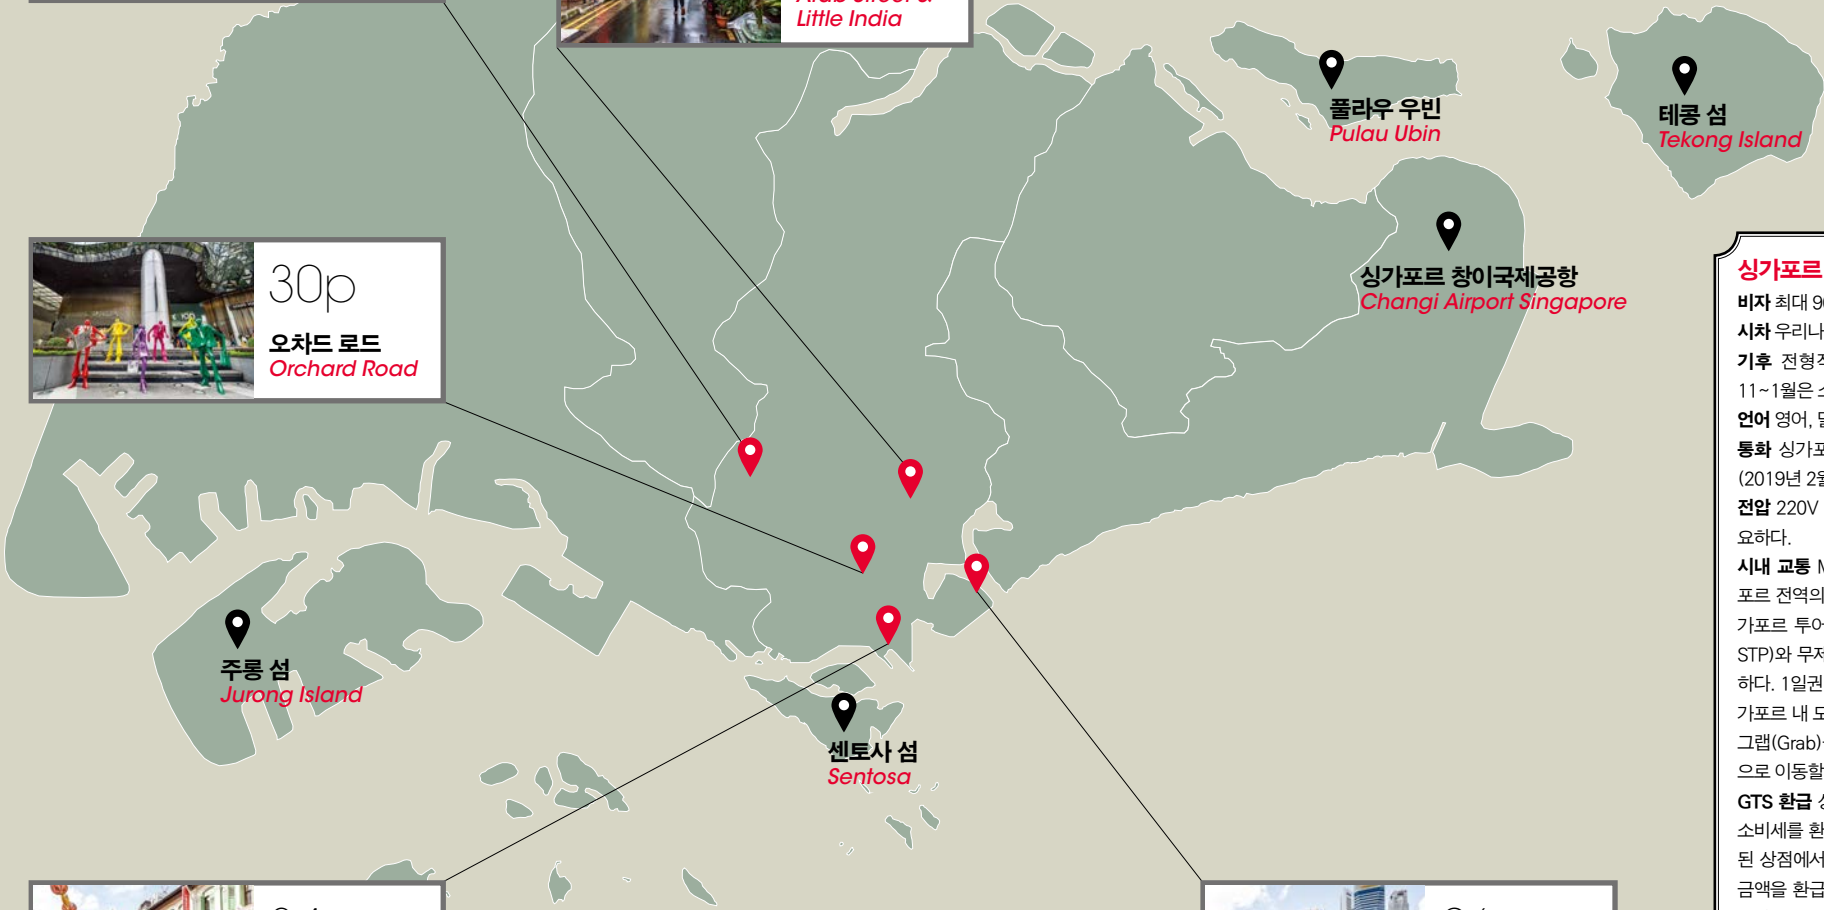 Little India
풀라우 우빈
Pulau Ubin
테콩 섬
Tekong Island
싱가포르 창이국제공항
Changi Airport Singapore
30p
오차드 로드
Orchard Road
주롱 섬
Jurong Island
센토사 섬
Sentosa
싱가포르
비자 최대
시차 우리나
기후 전형적
11~1월은
언어 영어,
통화 싱가포
(2019년 2월
전압 220V
요하다.
시내 교통
포르 전역의
가포르 투어
STP)와 무제
하다. 1일권
가포르 내 모
그랩(Grab)
으로 이동할
GTS 환급
소비세를 환
된 상점에서
금액을 환급